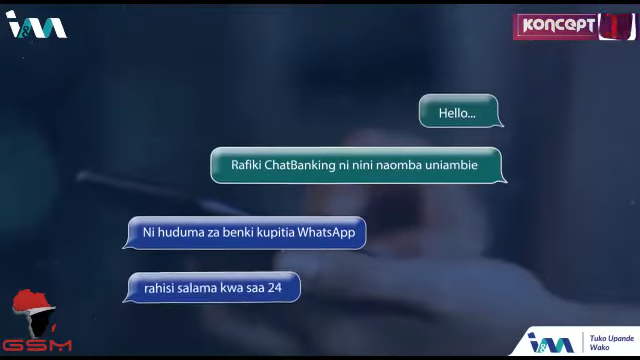 I&M
KONCEPT
Hello...
Rafiki ChatBanking ni nini naomba uniambie
Ni huduma za benki kupitia WhatsApp
rahisi salama kwa saa 24
GSM
I&M
Tuko Upande
Wako